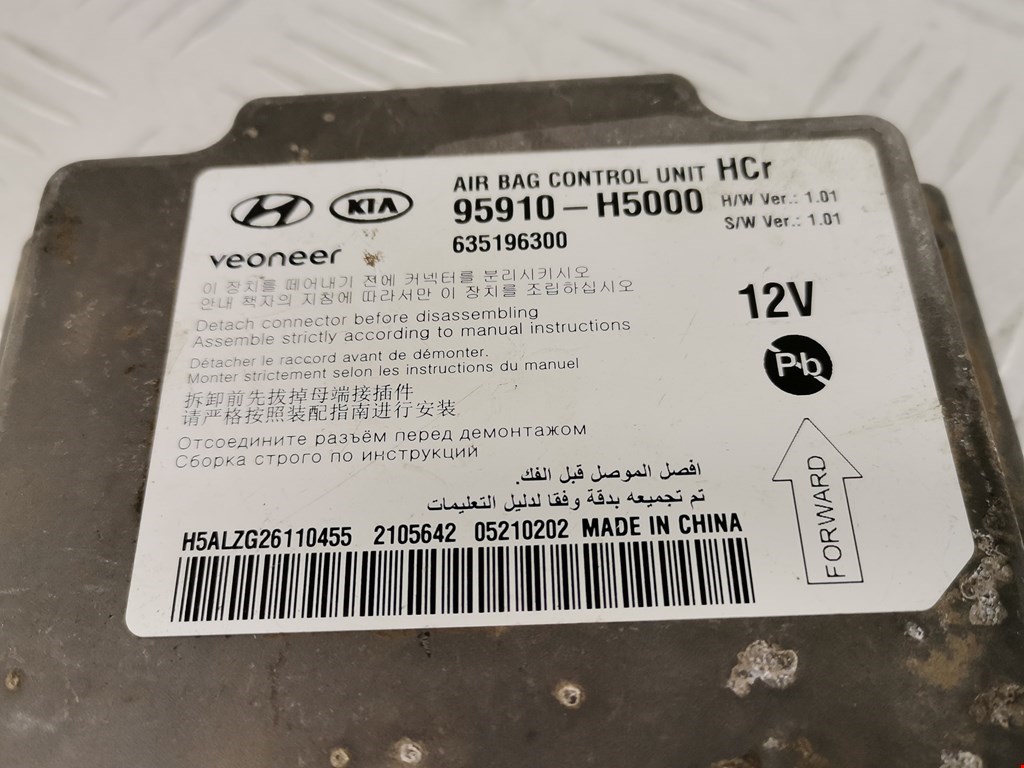 AIR BAG CONTROL UNIT HCr
KIA
95910-H5000
H/W Ver.: 1.01
S/W Ver.: 1.01
635196300
veoneer
이 장치를 떼어내기 전에 커넥터를 분리시키시오
안내 책자의 지침에 따라서만 이 장치를 조립하십시오
12V
Detach connector before disassembling
Assemble strictly according to manual instructions
Pb
Détacher le raccord avant de démonter.
Monter strictement selon les instructions du manuel
拆卸前先拔掉母端接插件
请严格按照装配指南进行安装
Отсоедините разъём перед демонтажом
Сборка строго по инструкций
افصل الموصل قبل الفك.
تم تجميعه بدقة وفقا لدليل التعليمات
FORWARD
H5ALZG26110455 2105642 05210202 MADE IN CHINA